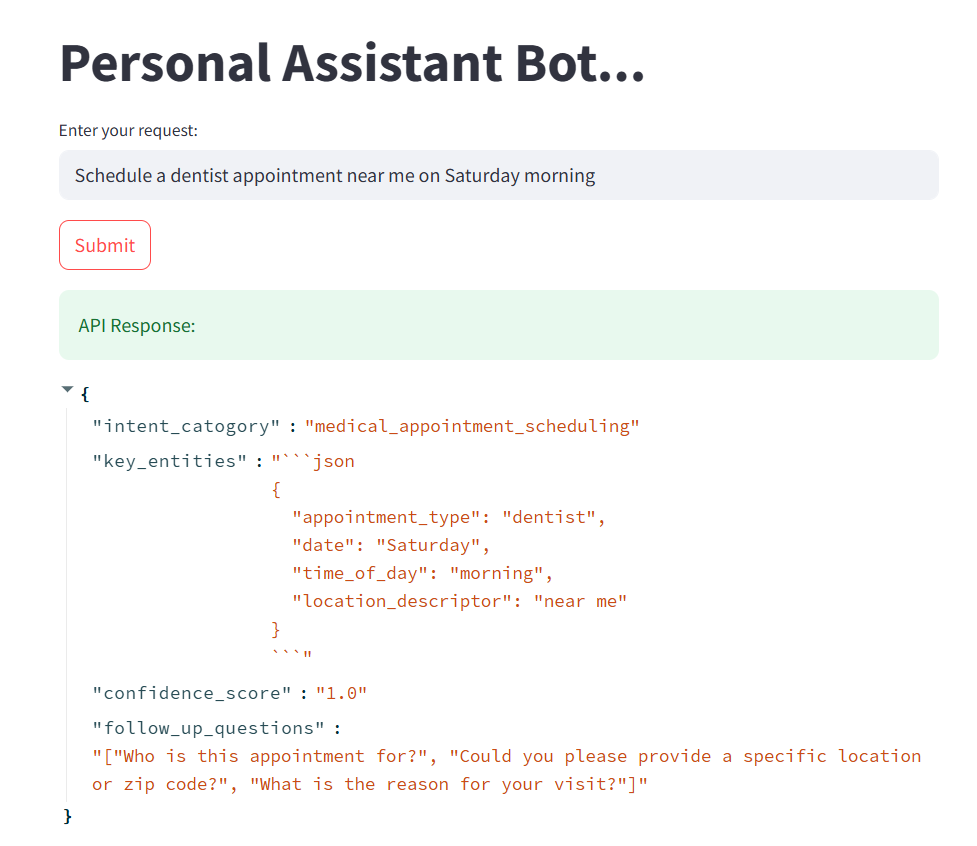 Personal Assistant Bot...
Enter your request:
Schedule a dentist appointment near me on Saturday morning
Submit
API Response:
{
"intent_catogory" : "medical_appointment_scheduling"
"key_entities" : "```json
{
"appointment_type": "dentist",
"date": "Saturday",
"time_of_day": "morning",
"location_descriptor": "near me"
}
```"
"confidence_score" : "1.0"
"follow_up_questions" :
"["Who is this appointment for?", "Could you please provide a specific location
or zip code?", "What is the reason for your visit?"]"
}